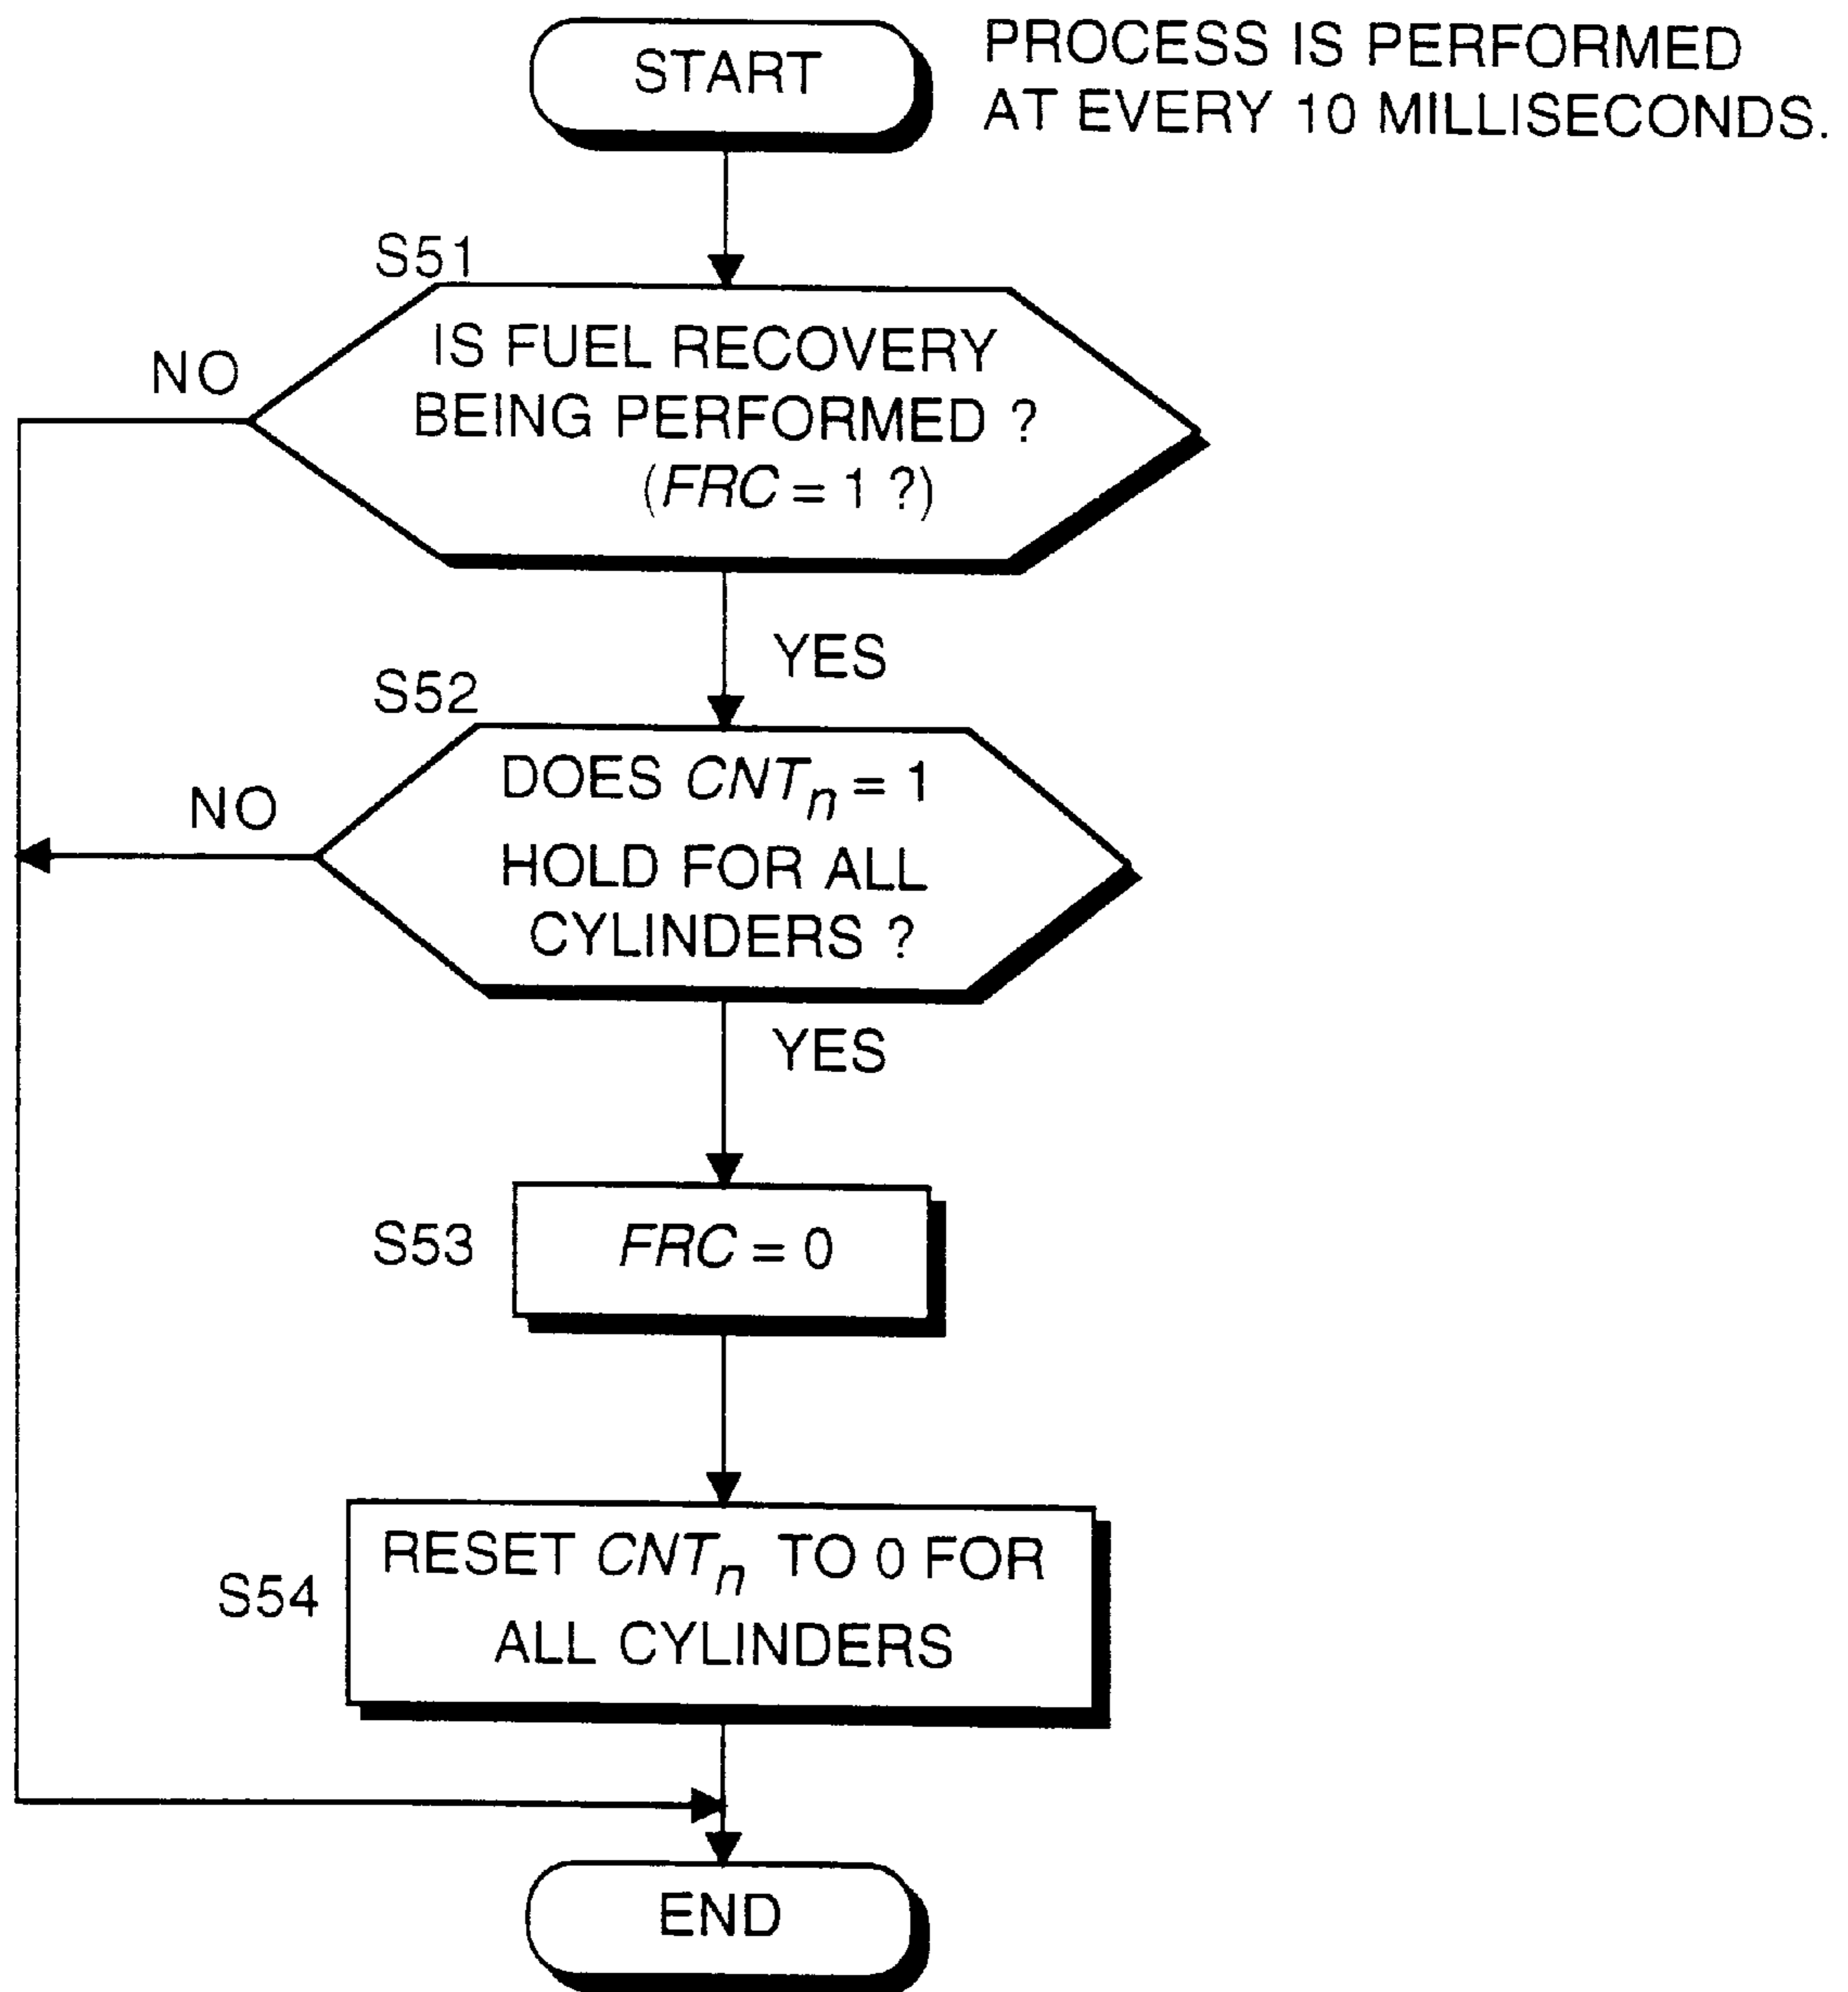 START
PROCESS IS PERFORMED
AT EVERY 10 MILLISECONDS.
S51
IS FUEL RECOVERY
BEING PERFORMED ?
(FRC = 1 ?)
NO
YES
S52
DOES CNTn = 1
HOLD FOR ALL
CYLINDERS ?
NO
YES
S53
FRC = 0
S54
RESET CNTn TO 0 FOR
ALL CYLINDERS
END